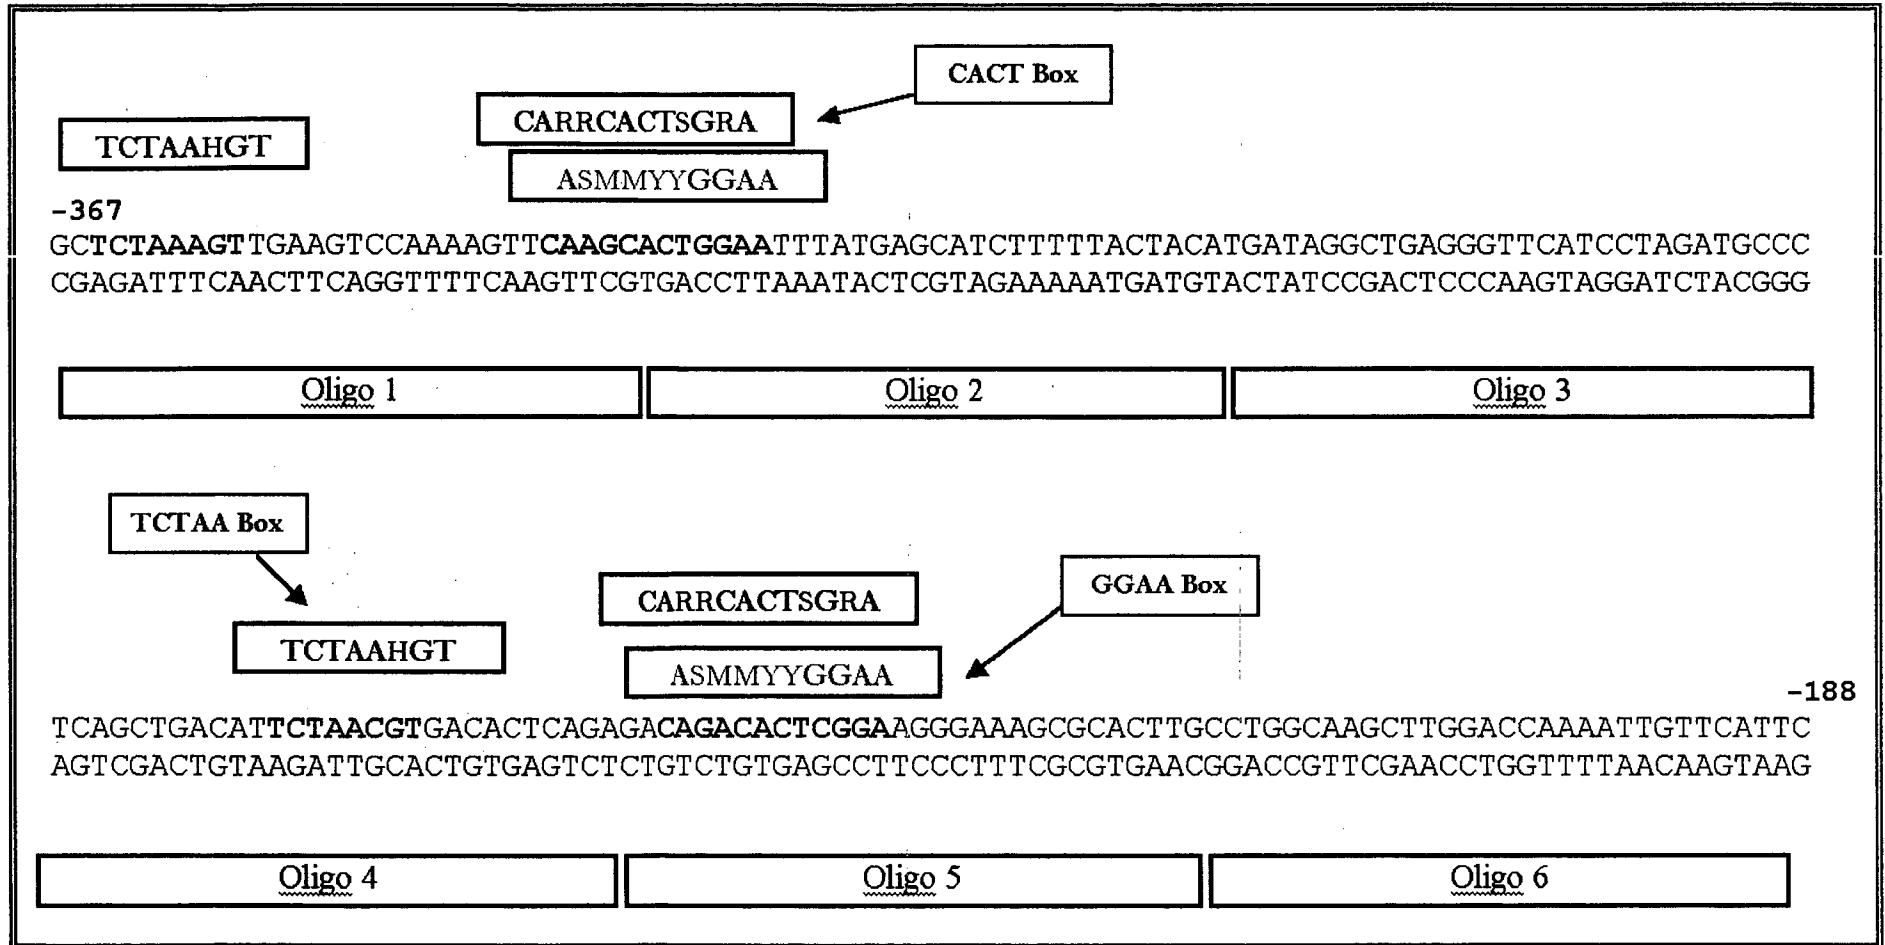 CACT Box
CARRCACTSGRA
TCTAAHGT
ASMMYYGGAA
-367
GCTCTAAAGTTGAAGTCCAAAAGTTCAAGCACTGGAATTTATGAGCATCTTTTTACTACATGATAGGCTGAGGGTTCATCCTAGATGCCC
CGAGATTTCAACTTCAGGTTTTCAAGTTCGTGACCTTAAATACTCGTAGAAAAATGATGTACTATCCGACTCCCAAGTAGGATCTACGGG
Oligo 1 Oligo 2 Oligo 3
TCTAA Box
GGAA Box
CARRCACTSGRA
TCTAAHGT
ASMMYYGGAA
-188
TCAGCTGACATTCTAACGTGACACTCAGAGACAGACACTCGGAAGGGAAAGCGCACTTGCCTGGCAAGCTTGGACCAAAATTGTTCATTC
AGTCGACTGTAAGATTGCACTGTGAGTCTCTGTCTGTGAGCCTTCCCTTTCGCGTGAACGGACCGTTCGAACCTGGTTTTAACAAGTAAG
Oligo 4 Oligo 5 Oligo 6